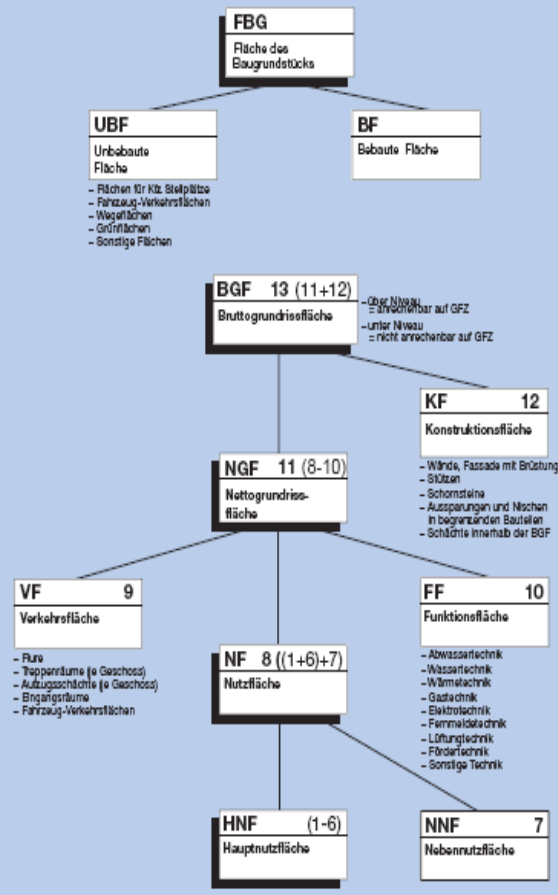 FBG
Fläche des
Baugrundstücks
UBF
Unbebaute
Fläche
– Flächen für Kfz. Stellplätze
– Fahrzeug-Verkehrsflächen
– Wegeflächen
– Grünflächen
– Sonstige Flächen
BF
Bebaute Fläche
BGF 13 (11+12)
Bruttogrundrissfläche
– über Niveau
= anrechenbar auf GFZ
– unter Niveau
= nicht anrechenbar auf GFZ
KF 12
Konstruktionsfläche
– Wände, Fassade mit Brüstung
– Stützen
– Schornsteine
– Aussparungen und Nischen
in begrenzenden Bauteilen
– Schächte innerhalb der BGF
NGF 11 (8-10)
Nettogrundriss-
fläche
VF 9
Verkehrsfläche
– Flure
– Treppenräume (je Geschoss)
– Aufzugsschächte (je Geschoss)
– Eingangsräume
– Fahrzeug-Verkehrsflächen
FF 10
Funktionsfläche
– Abwassertechnik
– Wassertechnik
– Wärmetechnik
– Gastechnik
– Elektrotechnik
– Fernmeldetechnik
– Lüftungtechnik
– Fördertechnik
– Sonstige Technik
NF 8 ((1+6)+7)
Nutzfläche
HNF (1-6)
Hauptnutzfläche
NNF 7
Nebennutzfläche